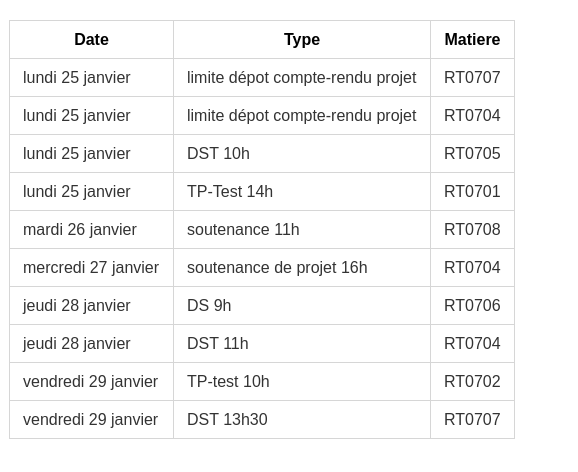 Date Type Matiere
lundi 25 janvier limite dépot compte-rendu projet RT0707
lundi 25 janvier limite dépot compte-rendu projet RT0704
lundi 25 janvier DST 10h RT0705
lundi 25 janvier TP-Test 14h RT0701
mardi 26 janvier soutenance 11h RT0708
mercredi 27 janvier soutenance de projet 16h RT0704
jeudi 28 janvier DS 9h RT0706
jeudi 28 janvier DST 11h RT0704
vendredi 29 janvier TP-test 10h RT0702
vendredi 29 janvier DST 13h30 RT0707